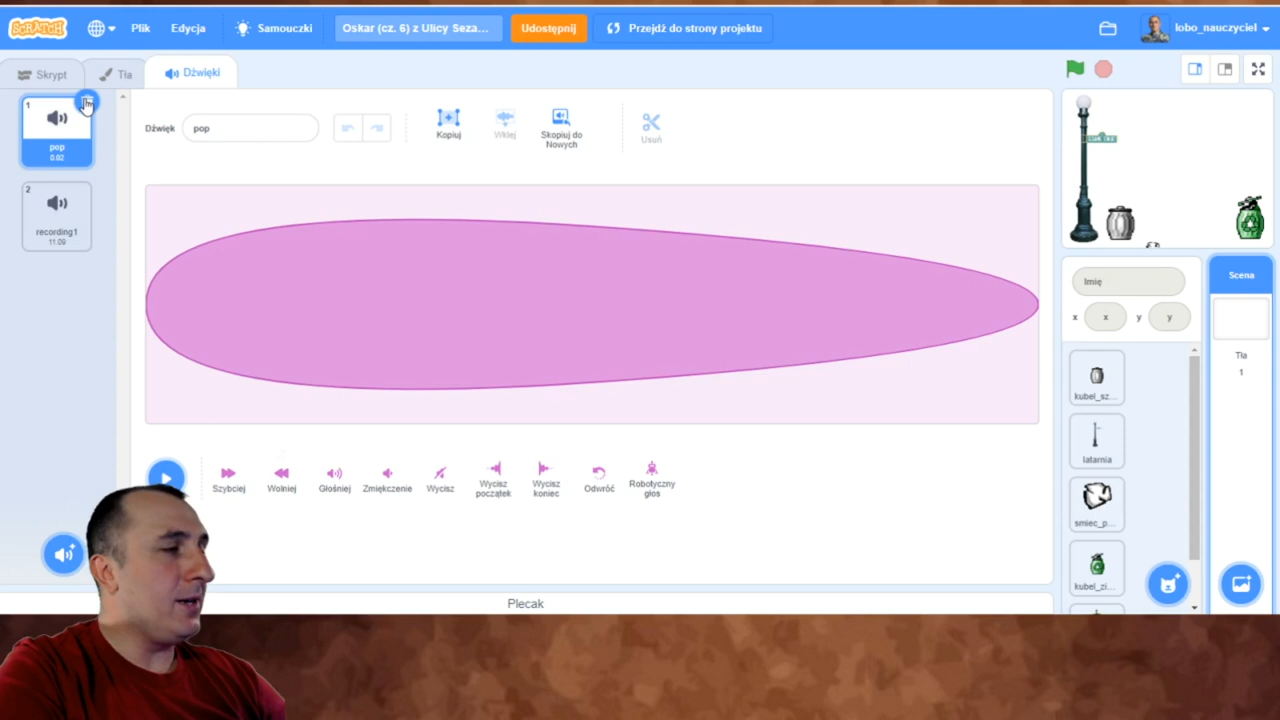 SCRATCH
Plik
Edycja
Samouczki
Oskar (cz. 6) z Ulicy Seza...
Udostępnij
Przejdź do strony projektu
lobo_nauczyciel
Skrypt
Tła
Dźwięki
1
pop
0.02
2
recording1
11.09
Dźwięk
pop
Kopiuj
Wklej
Skopiuj do
Nowych
Usuń
Szybciej
Wolniej
Głośniej
Zmiękczenie
Wycisz
Wycisz
początek
Wycisz
koniec
Odwróć
Robotyczny
głos
Imię
x
x
y
y
Scena
Tła
1
kubel_sz...
latarnia
smiec_p...
kubel_zi...
Plecak